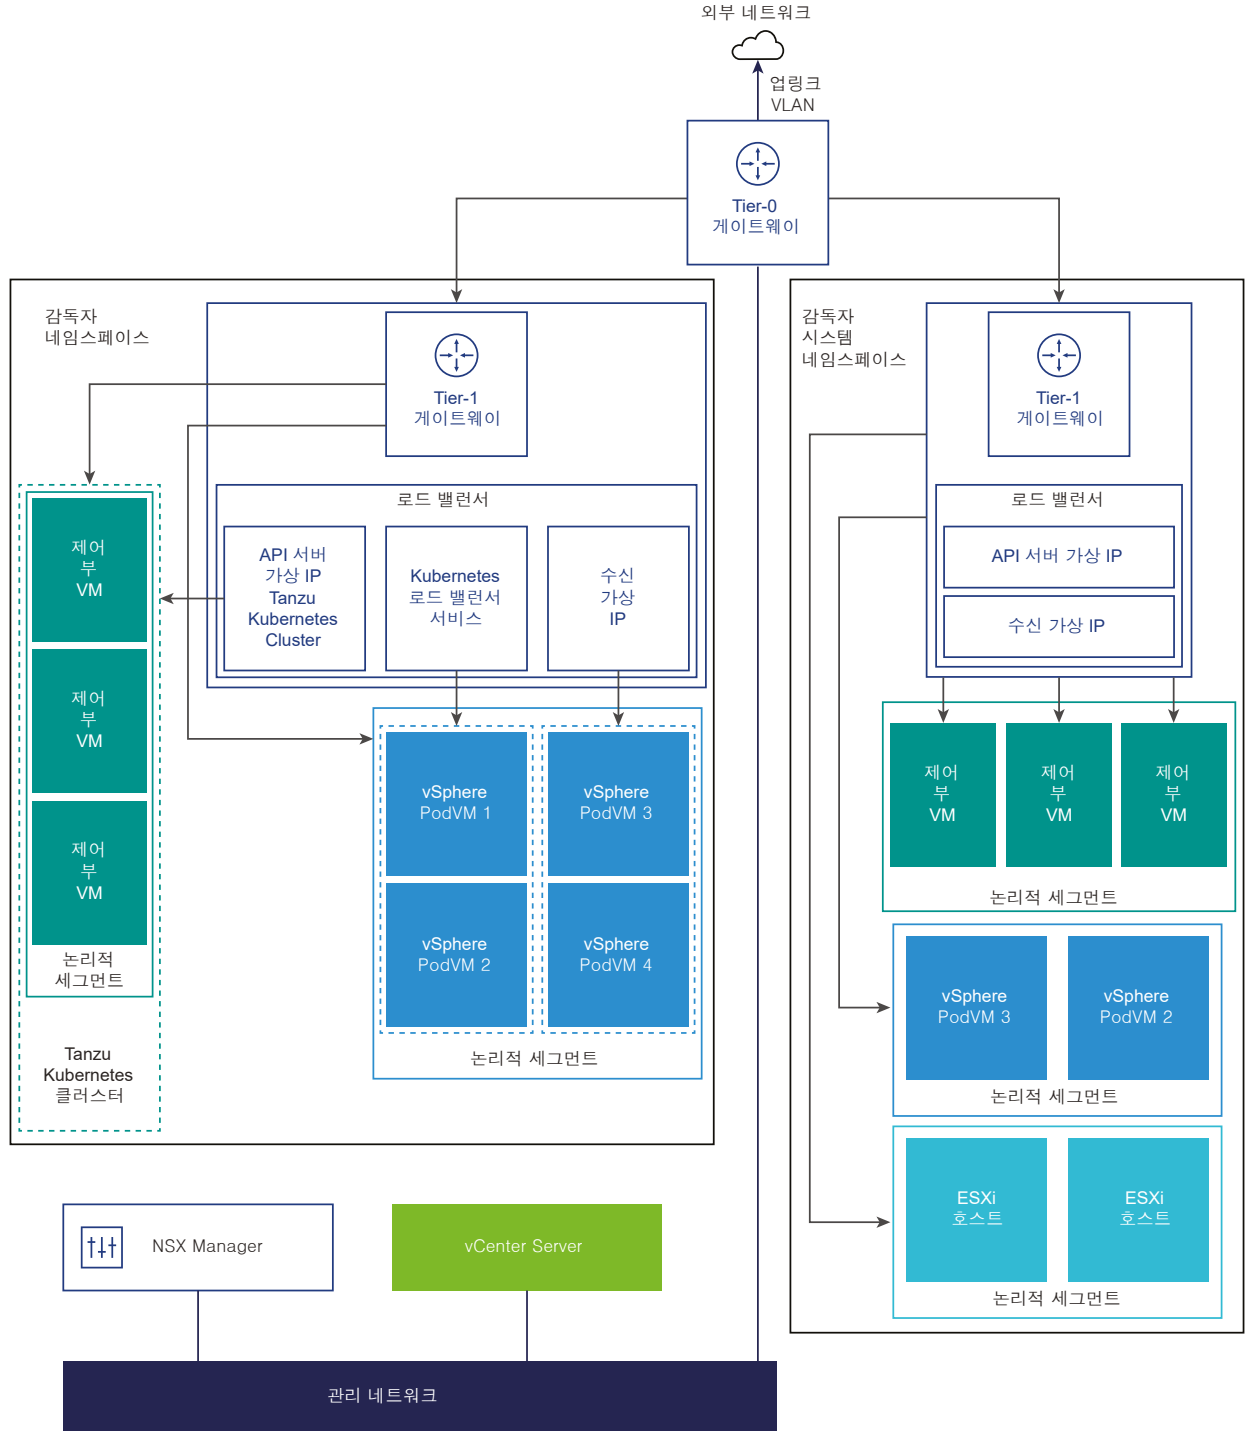 외부 네트워크
업링크
VLAN
Tier-0
게이트웨이
감독자
네임스페이스
Tier-1
게이트웨이
로드 밸런서
API 서버
가상 IP
Tanzu
Kubernetes
Cluster
Kubernetes
로드 밸런서
서비스
수신
가상
IP
제어
부
VM
제어
부
VM
제어
부
VM
논리적
세그먼트
Tanzu
Kubernetes
클러스터
vSphere
PodVM 1
vSphere
PodVM 3
vSphere
PodVM 2
vSphere
PodVM 4
논리적 세그먼트
감독자
시스템
네임스페이스
Tier-1
게이트웨이
로드 밸런서
API 서버 가상 IP
수신 가상 IP
제어
부
VM
제어
부
VM
제어
부
VM
논리적 세그먼트
vSphere
PodVM 3
vSphere
PodVM 2
논리적 세그먼트
ESXi
호스트
ESXi
호스트
논리적 세그먼트
NSX Manager
vCenter Server
관리 네트워크